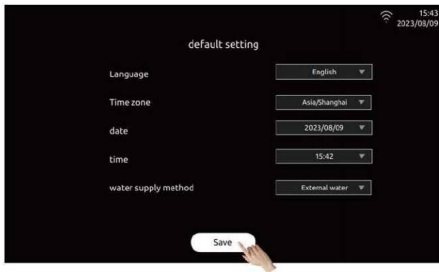 15:43
2023/08/09
default setting
Language English
Time zone Asia/Shanghai
date 2023/08/09
time 15:42
water supply method External water
Save